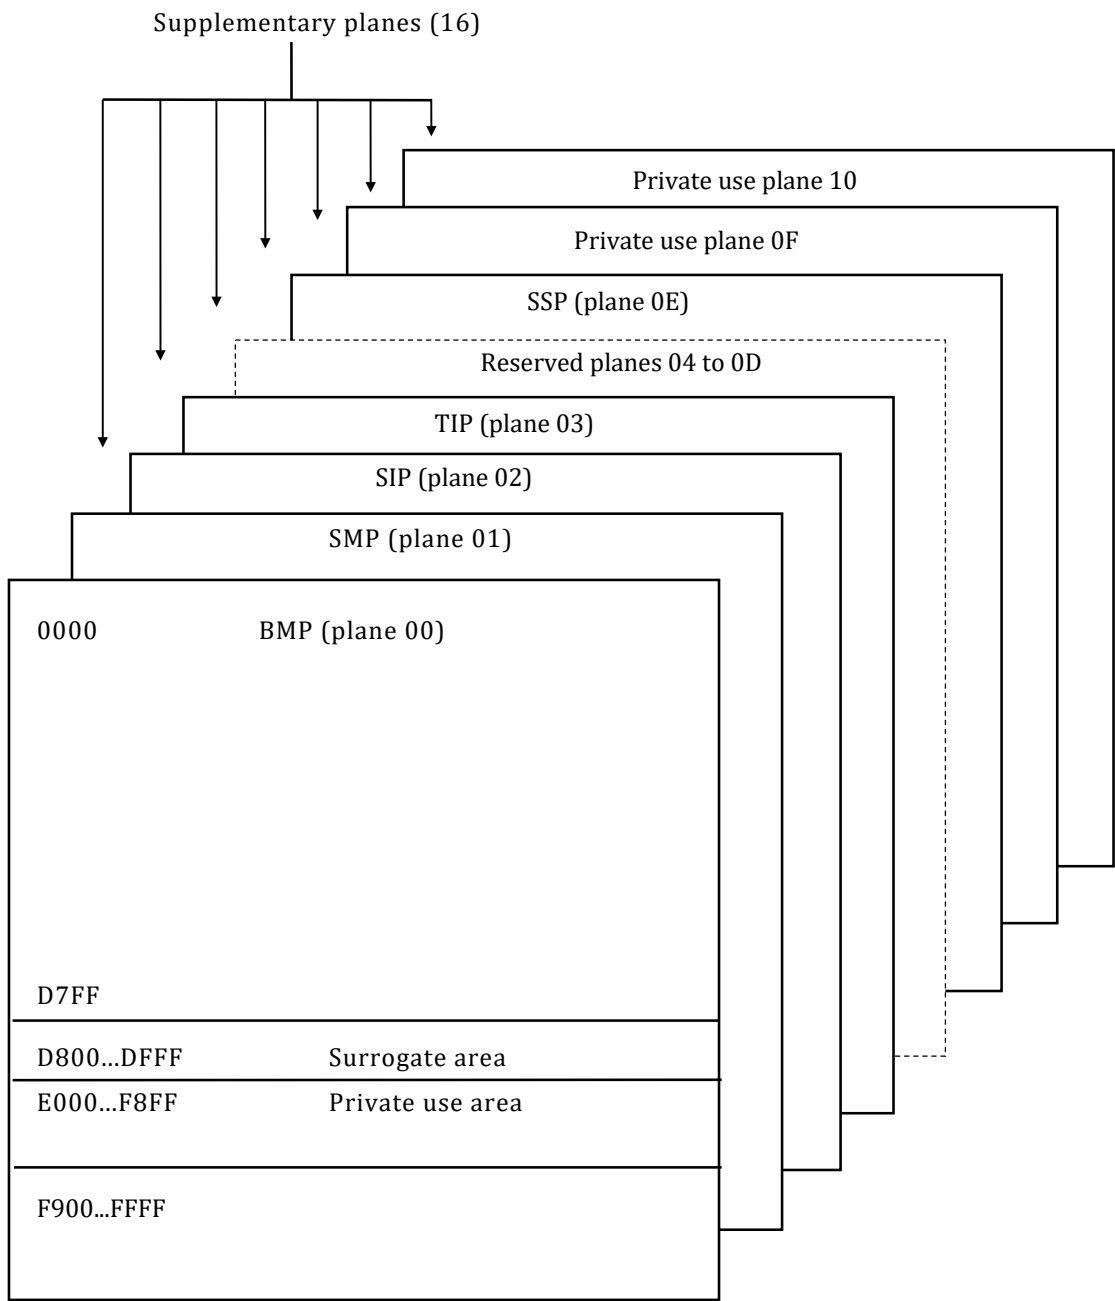 Supplementary planes (16)
Private use plane 10
Private use plane 0F
SSP (plane 0E)
Reserved planes 04 to 0D
TIP (plane 03)
SIP (plane 02)
SMP (plane 01)
0000 BMP (plane 00)
D7FF
D800...DFFF Surrogate area
E000...F8FF Private use area
F900...FFFF